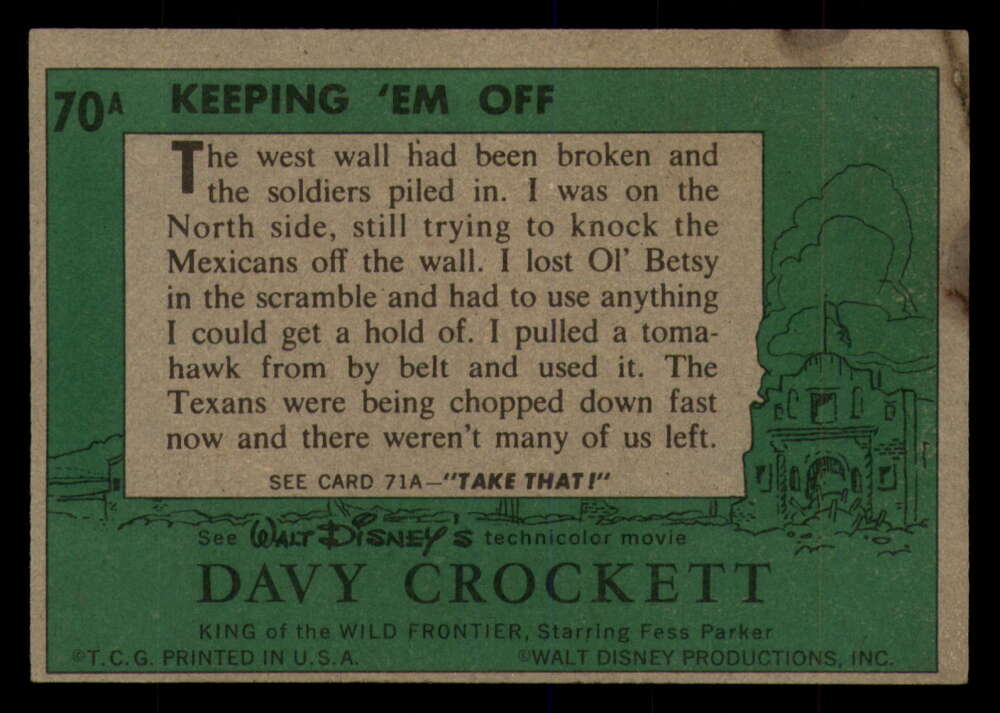 70A KEEPING 'EM OFF
The west wall had been broken and
the soldiers piled in. I was on the
North side, still trying to knock the
Mexicans off the wall. I lost Ol' Betsy
in the scramble and had to use anything
I could get a hold of. I pulled a toma-
hawk from by belt and used it. The
Texans were being chopped down fast
now and there weren't many of us left.
SEE CARD 71A—"TAKE THAT!"
See WALT DISNEY'S technicolor movie
DAVY CROCKETT
KING of the WILD FRONTIER, Starring Fess Parker
©T.C.G. PRINTED IN U.S.A. ©WALT DISNEY PRODUCTIONS, INC.